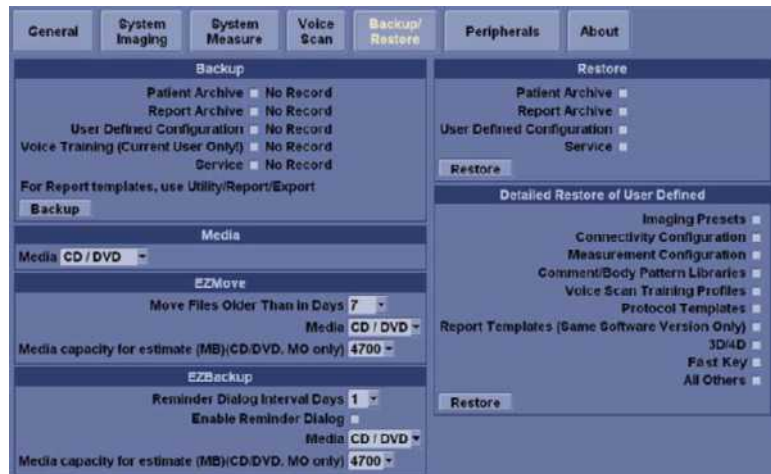 General
System Imaging
System Measure
Voice Scan
Backup/ Restore
Peripherals
About
Backup
Patient Archive No Record
Report Archive No Record
User Defined Configuration No Record
Voice Training (Current User Only!) No Record
Service No Record
For Report templates, use Utility/Report/Export
Backup
Media
Media CD / DVD
EZMove
Move Files Older Than in Days 7
Media CD / DVD
Media capacity for estimate (MB)(CD/DVD, MO only) 4700
EZBackup
Reminder Dialog Interval Days 1
Enable Reminder Dialog
Media CD / DVD
Media capacity for estimate (MB)(CD/DVD, MO only) 4700
Restore
Patient Archive
Report Archive
User Defined Configuration
Service
Restore
Detailed Restore of User Defined
Imaging Presets
Connectivity Configuration
Measurement Configuration
Comment/Body Pattern Libraries
Voice Scan Training Profiles
Protocol Templates
Report Templates (Same Software Version Only)
3D/4D
Fast Key
All Others
Restore